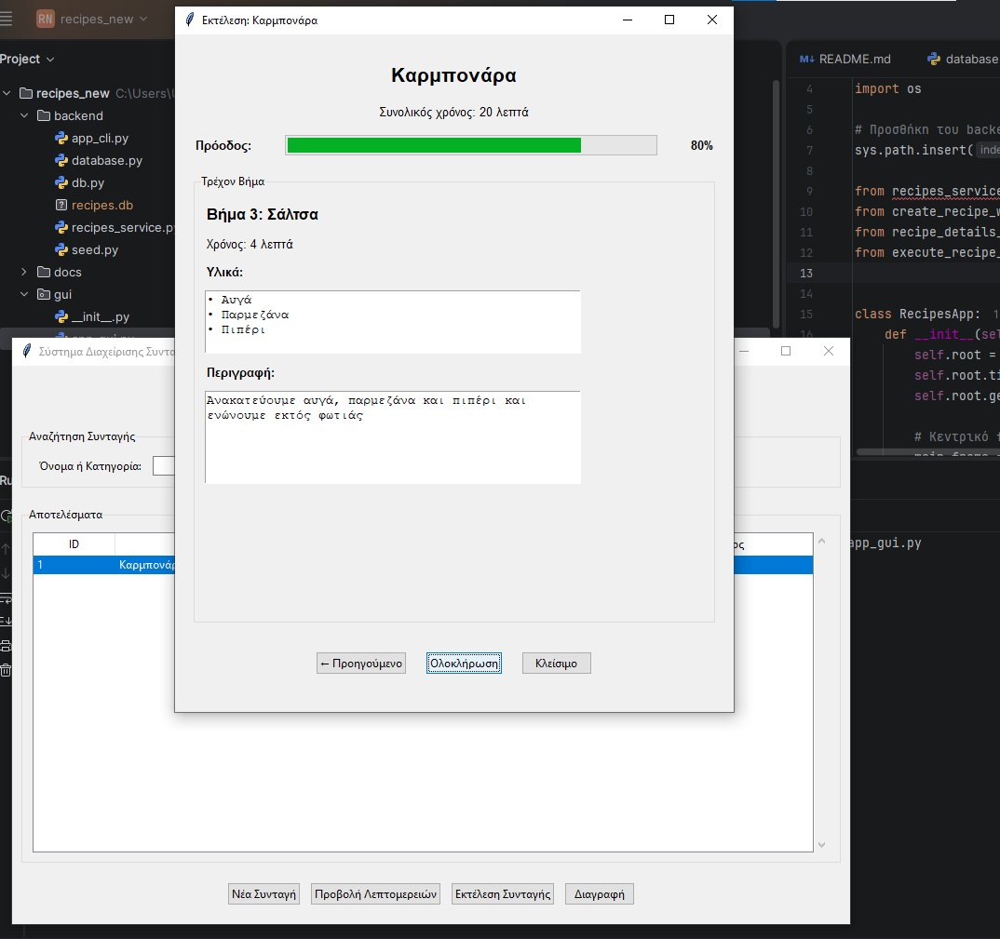 RN recipes_new
Project
recipes_new C:\Users\
backend
app_cli.py
database.py
db.py
recipes.db
recipes_service.py
seed.py
docs
gui
__init__.py
README.md
database
4 import os
5
6 # Προσθήκη του backe
7 sys.path.insert( inde
8
9 from recipes_service
10 from create_recipe_w
11 from recipe_details_
12 from execute_recipe_
13
14
15 class RecipesApp: 1
16 def __init__(sel
self.root =
self.root.ti
self.root.ge
# Κεντρικό f
app_gui.py
Εκτέλεση: Καρμπονάρα
Καρμπονάρα
Συνολικός χρόνος: 20 λεπτά
Πρόοδος: 80%
Τρέχον Βήμα
Βήμα 3: Σάλτσα
Χρόνος: 4 λεπτά
Υλικά:
• Αυγά
• Παρμεζάνα
• Πιπέρι
Περιγραφή:
Ανακατεύουμε αυγά, παρμεζάνα και πιπέρι και
ενώνουμε εκτός φωτιάς
← Προηγούμενο Ολοκλήρωση Κλείσιμο
Σύστημα Διαχείρισης Συντα
Αναζήτηση Συνταγής
Όνομα ή Κατηγορία:
Αποτελέσματα
ID ος
1 Καρμπονάρ
Νέα Συνταγή Προβολή Λεπτομερειών Εκτέλεση Συνταγής Διαγραφή